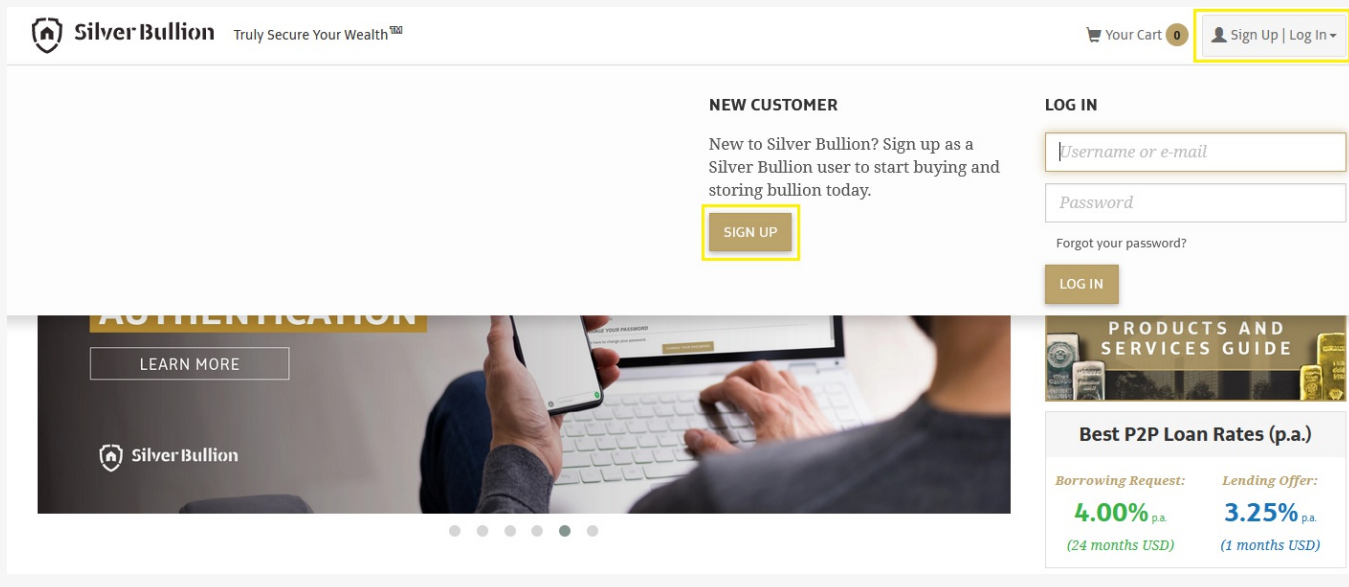 Silver Bullion
Truly Secure Your Wealth™
Your Cart 0
Sign Up | Log In
NEW CUSTOMER
New to Silver Bullion? Sign up as a
Silver Bullion user to start buying and
storing bullion today.
SIGN UP
LOG IN
Username or e-mail
Password
Forgot your password?
LOG IN
AUTHENTICATION
LEARN MORE
Silver Bullion
PRODUCTS AND
SERVICES GUIDE
Best P2P Loan Rates (p.a.)
Borrowing Request:
4.00% p.a.
(24 months USD)
Lending Offer:
3.25% p.a.
(1 months USD)